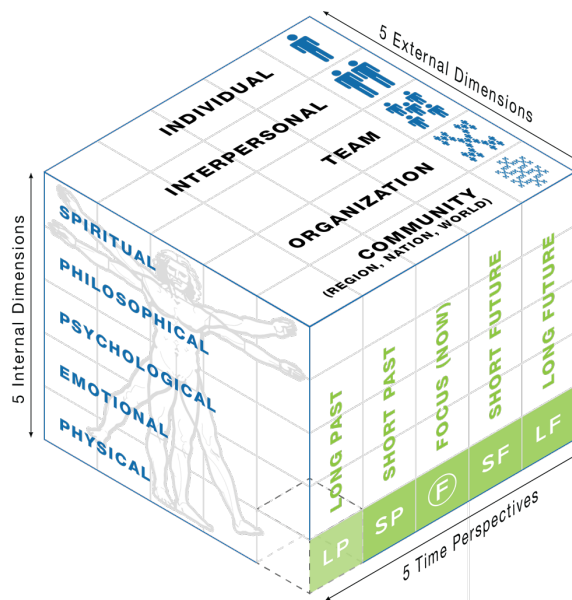 5 External Dimensions
INDIVIDUAL
INTERPERSONAL
TEAM
ORGANIZATION
COMMUNITY
(REGION, NATION, WORLD)
5 Internal Dimensions
SPIRITUAL
PHILOSOPHICAL
PSYCHOLOGICAL
EMOTIONAL
PHYSICAL
LONG PAST
SHORT PAST
FOCUS (NOW)
SHORT FUTURE
LONG FUTURE
LP
SP
F
SF
LF
5 Time Perspectives